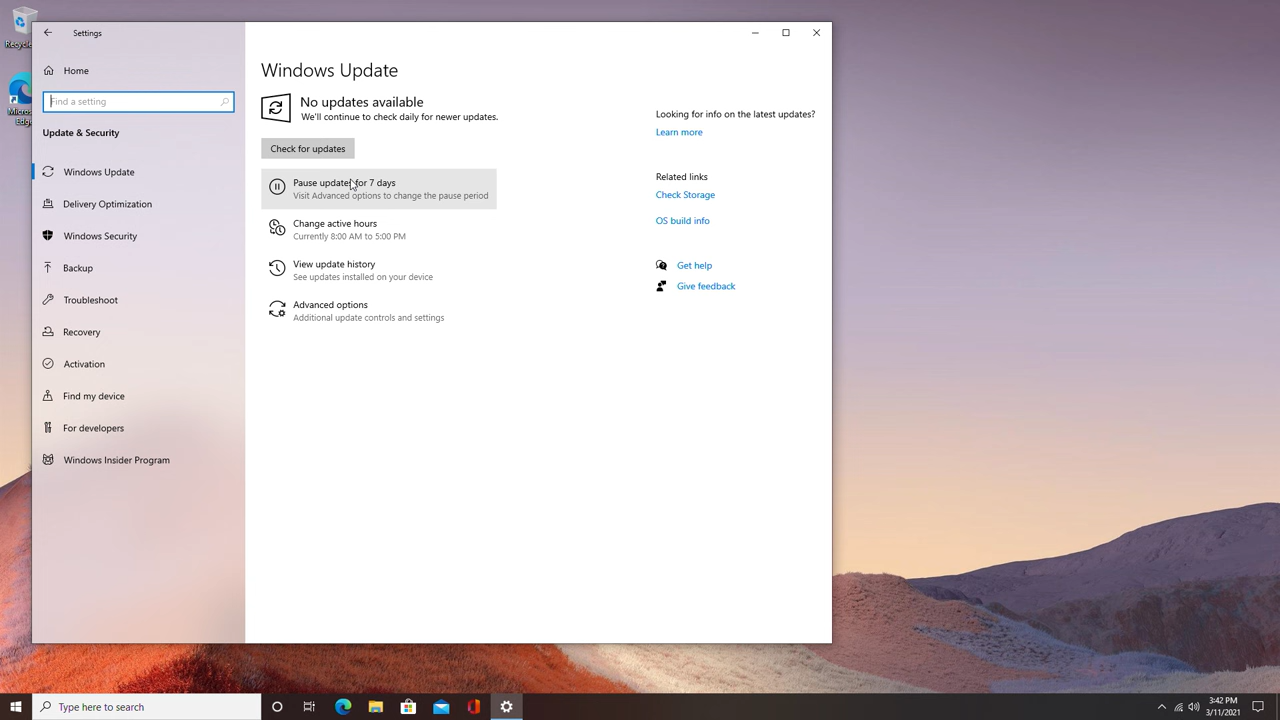 Recycle
Micros
Edge
Settings
Home
Find a setting
Update & Security
Windows Update
Delivery Optimization
Windows Security
Backup
Troubleshoot
Recovery
Activation
Find my device
For developers
Windows Insider Program
Windows Update
No updates available
We'll continue to check daily for newer updates.
Check for updates
Pause updates for 7 days
Visit Advanced options to change the pause period
Change active hours
Currently 8:00 AM to 5:00 PM
View update history
See updates installed on your device
Advanced options
Additional update controls and settings
Looking for info on the latest updates?
Learn more
Related links
Check Storage
OS build info
Get help
Give feedback
Type here to search
3:42 PM
3/11/2021